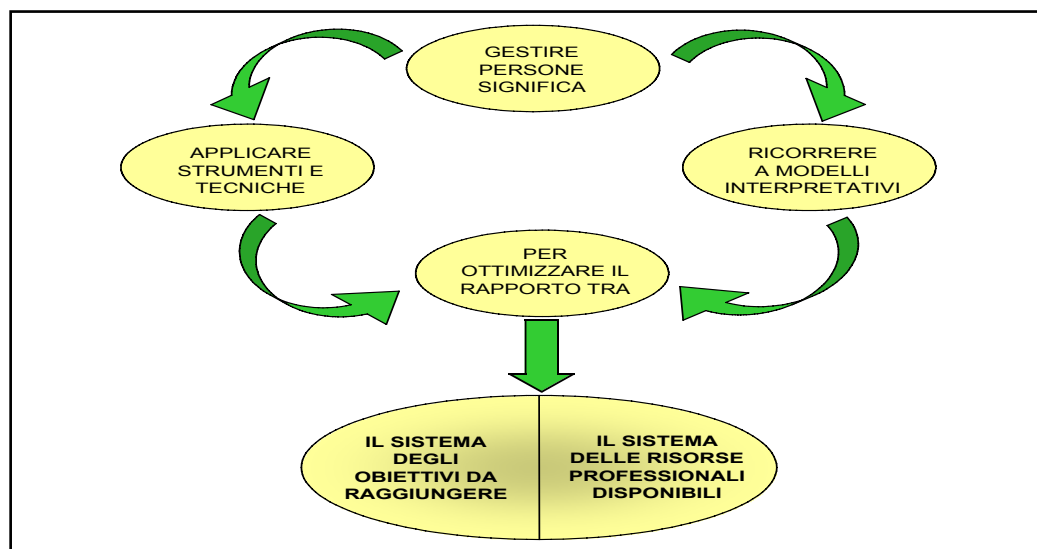 GESTIRE
PERSONE
SIGNIFICA
APPLICARE
STRUMENTI E
TECNICHE
RICORRERE
A MODELLI
INTERPRETATIVI
PER
OTTIMIZZARE IL
RAPPORTO TRA
IL SISTEMA
DEGLI
OBIETTIVI DA
RAGGIUNGERE
IL SISTEMA
DELLE RISORSE
PROFESSIONALI
DISPONIBILI